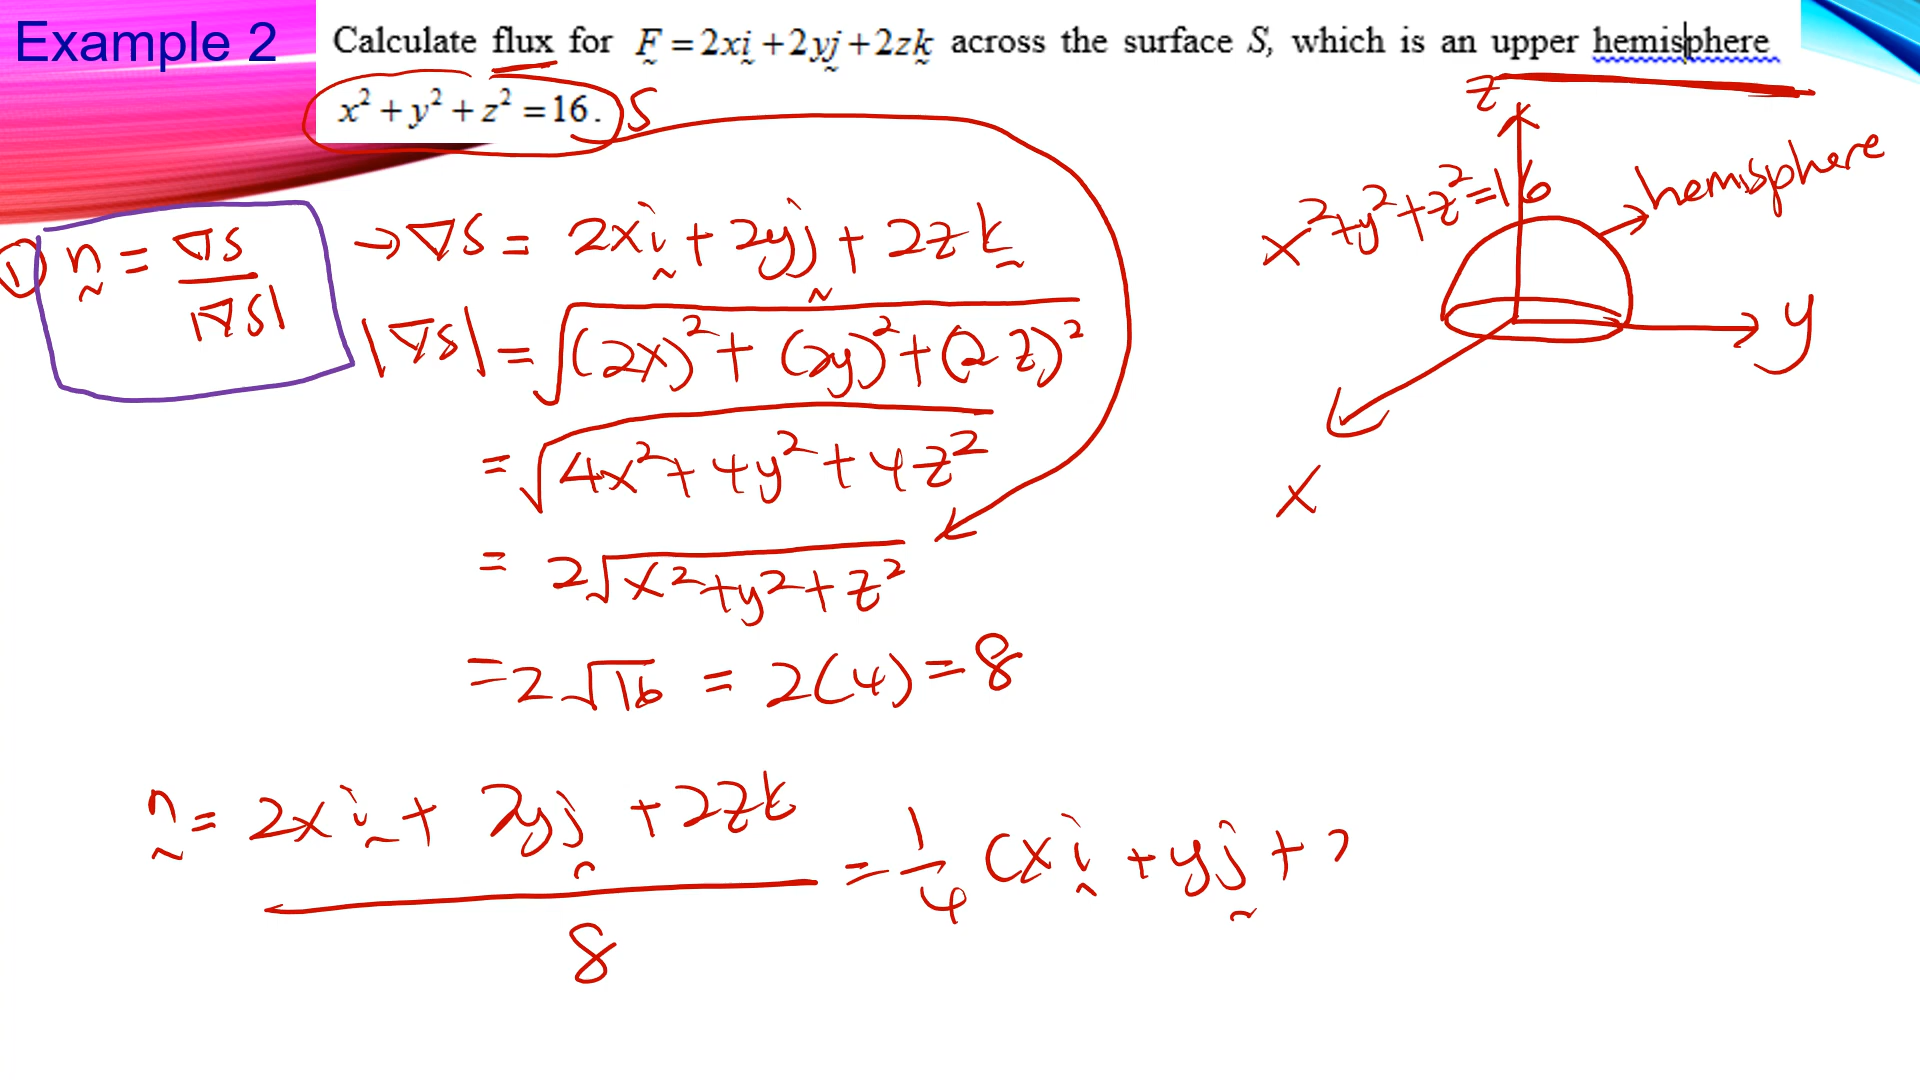 Example 2
Calculate flux for F = 2xi + 2yj + 2zk across the surface S, which is an upper hemisphere
x² + y² + z² = 16.
S
z
x²+y²+z²=16
hemisphere
y
x
① n = ∇S / |∇S|
→ ∇S = 2xi + 2yj + 2zk
|∇S| = √((2x)² + (2y)² + (2z)²)
= √(4x² + 4y² + 4z²)
= 2√(x² + y² + z²)
= 2√16 = 2(4) = 8
n = (2xi + 2yj + 2zk) / 8 = 1/4 (xi + yj +